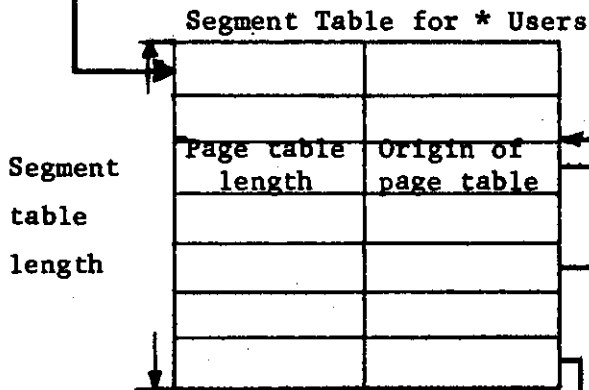 Segment Table for * Users
Page table Origin of
length page table
Segment
table
length